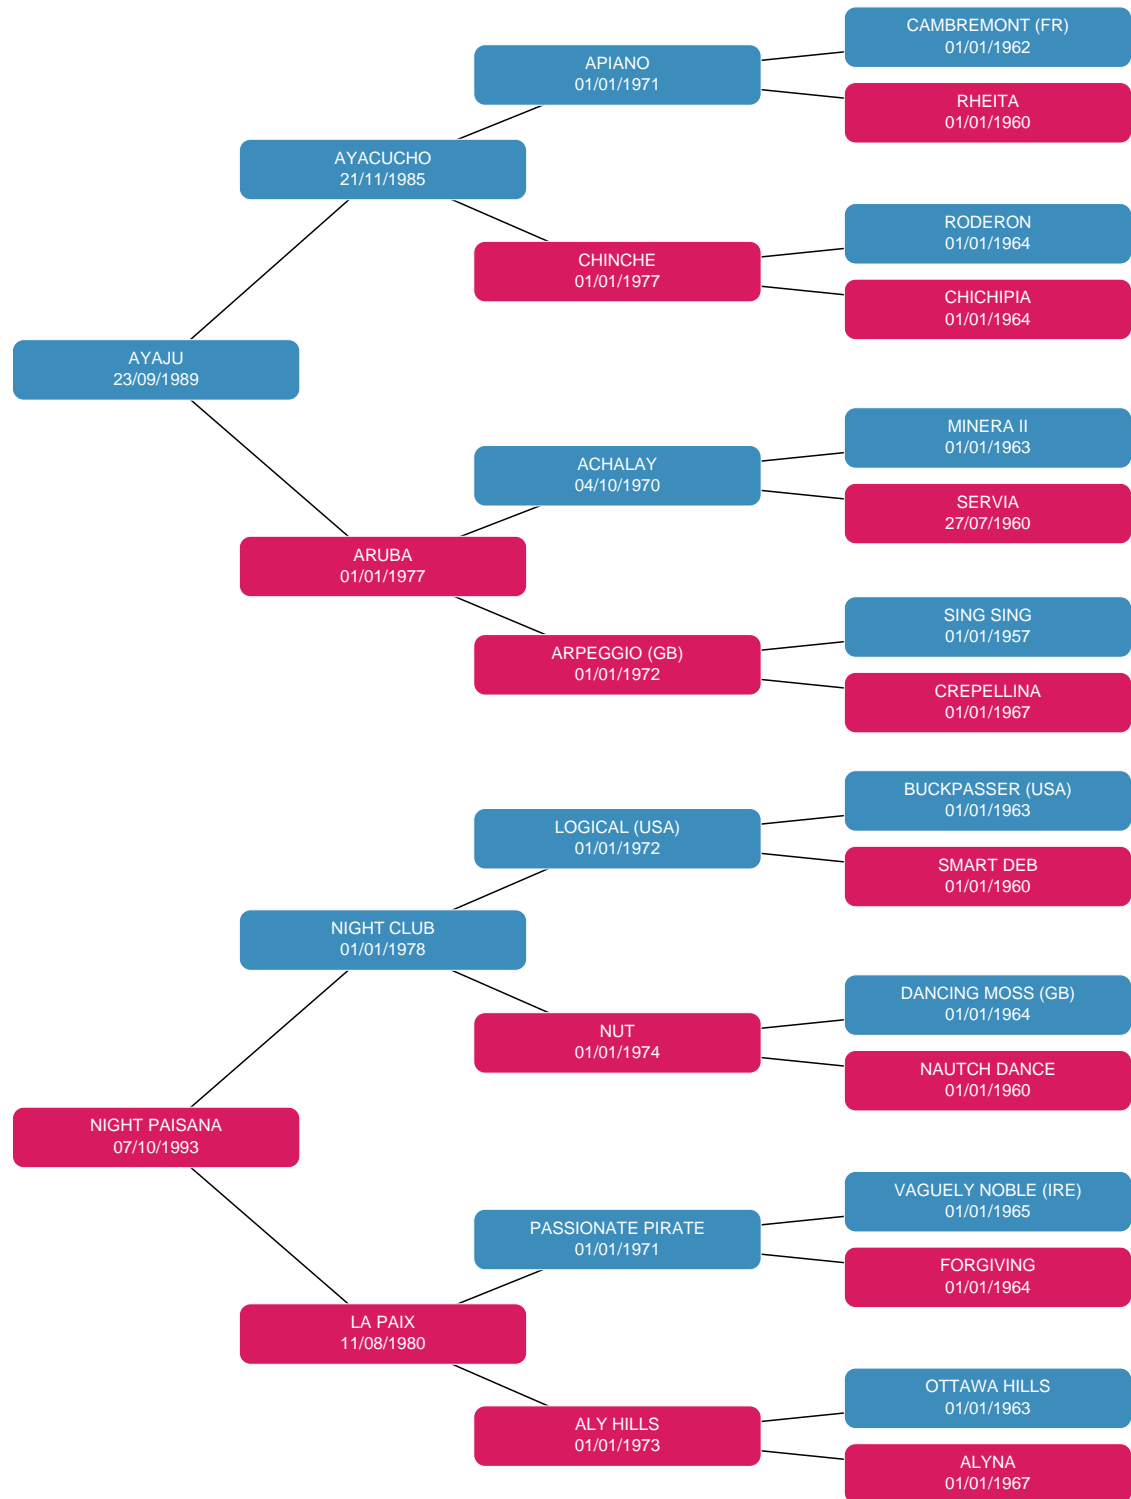 CAMBREMONT (FR)
01/01/1962
APIANO
01/01/1971
RHEITA
01/01/1960
AYACUCHO
21/11/1985
RODERON
01/01/1964
CHINCHE
01/01/1977
CHICHIPIA
01/01/1964
AYAJU
23/09/1989
MINERA II
01/01/1963
ACHALAY
04/10/1970
SERVIA
27/07/1960
ARUBA
01/01/1977
SING SING
01/01/1957
ARPEGGIO (GB)
01/01/1972
CREPELLINA
01/01/1967
BUCKPASSER (USA)
01/01/1963
LOGICAL (USA)
01/01/1972
SMART DEB
01/01/1960
NIGHT CLUB
01/01/1978
DANCING MOSS (GB)
01/01/1964
NUT
01/01/1974
NAUTCH DANCE
01/01/1960
NIGHT PAISANA
07/10/1993
VAGUELY NOBLE (IRE)
01/01/1965
PASSIONATE PIRATE
01/01/1971
FORGIVING
01/01/1964
LA PAIX
11/08/1980
OTTAWA HILLS
01/01/1963
ALY HILLS
01/01/1973
ALYNA
01/01/1967